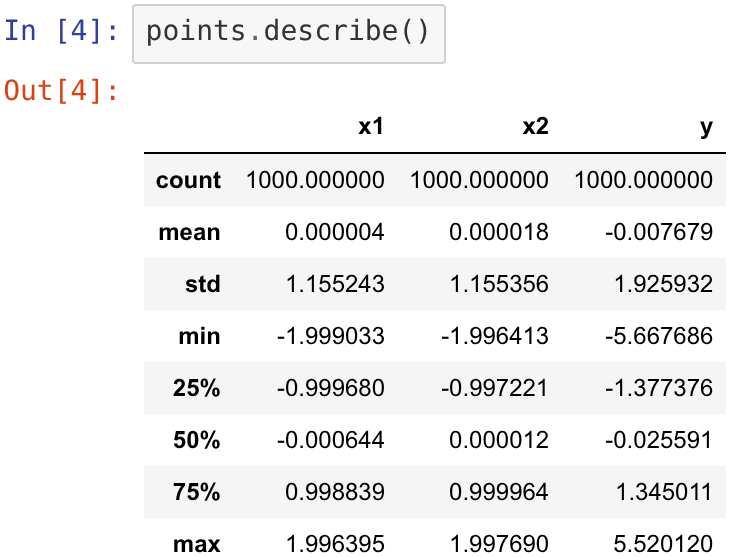 In [4]: points.describe()
Out[4]:
x1 x2 y
count 1000.000000 1000.000000 1000.000000
mean 0.000004 0.000018 -0.007679
std 1.155243 1.155356 1.925932
min -1.999033 -1.996413 -5.667686
25% -0.999680 -0.997221 -1.377376
50% -0.000644 0.000012 -0.025591
75% 0.998839 0.999964 1.345011
max 1.996395 1.997690 5.520120